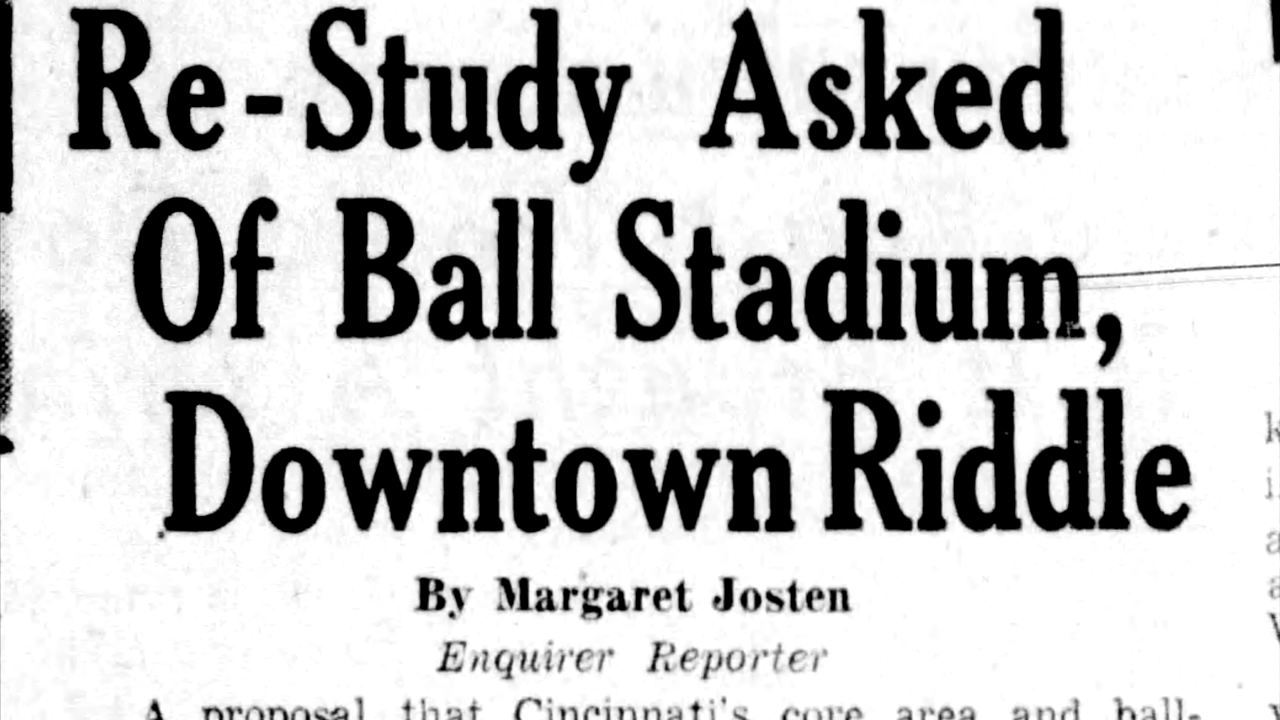 Re-Study Asked
Of Ball Stadium,
Downtown Riddle
By Margaret Josten
Enquirer Reporter
A proposal that Cincinnati's core area and ball-